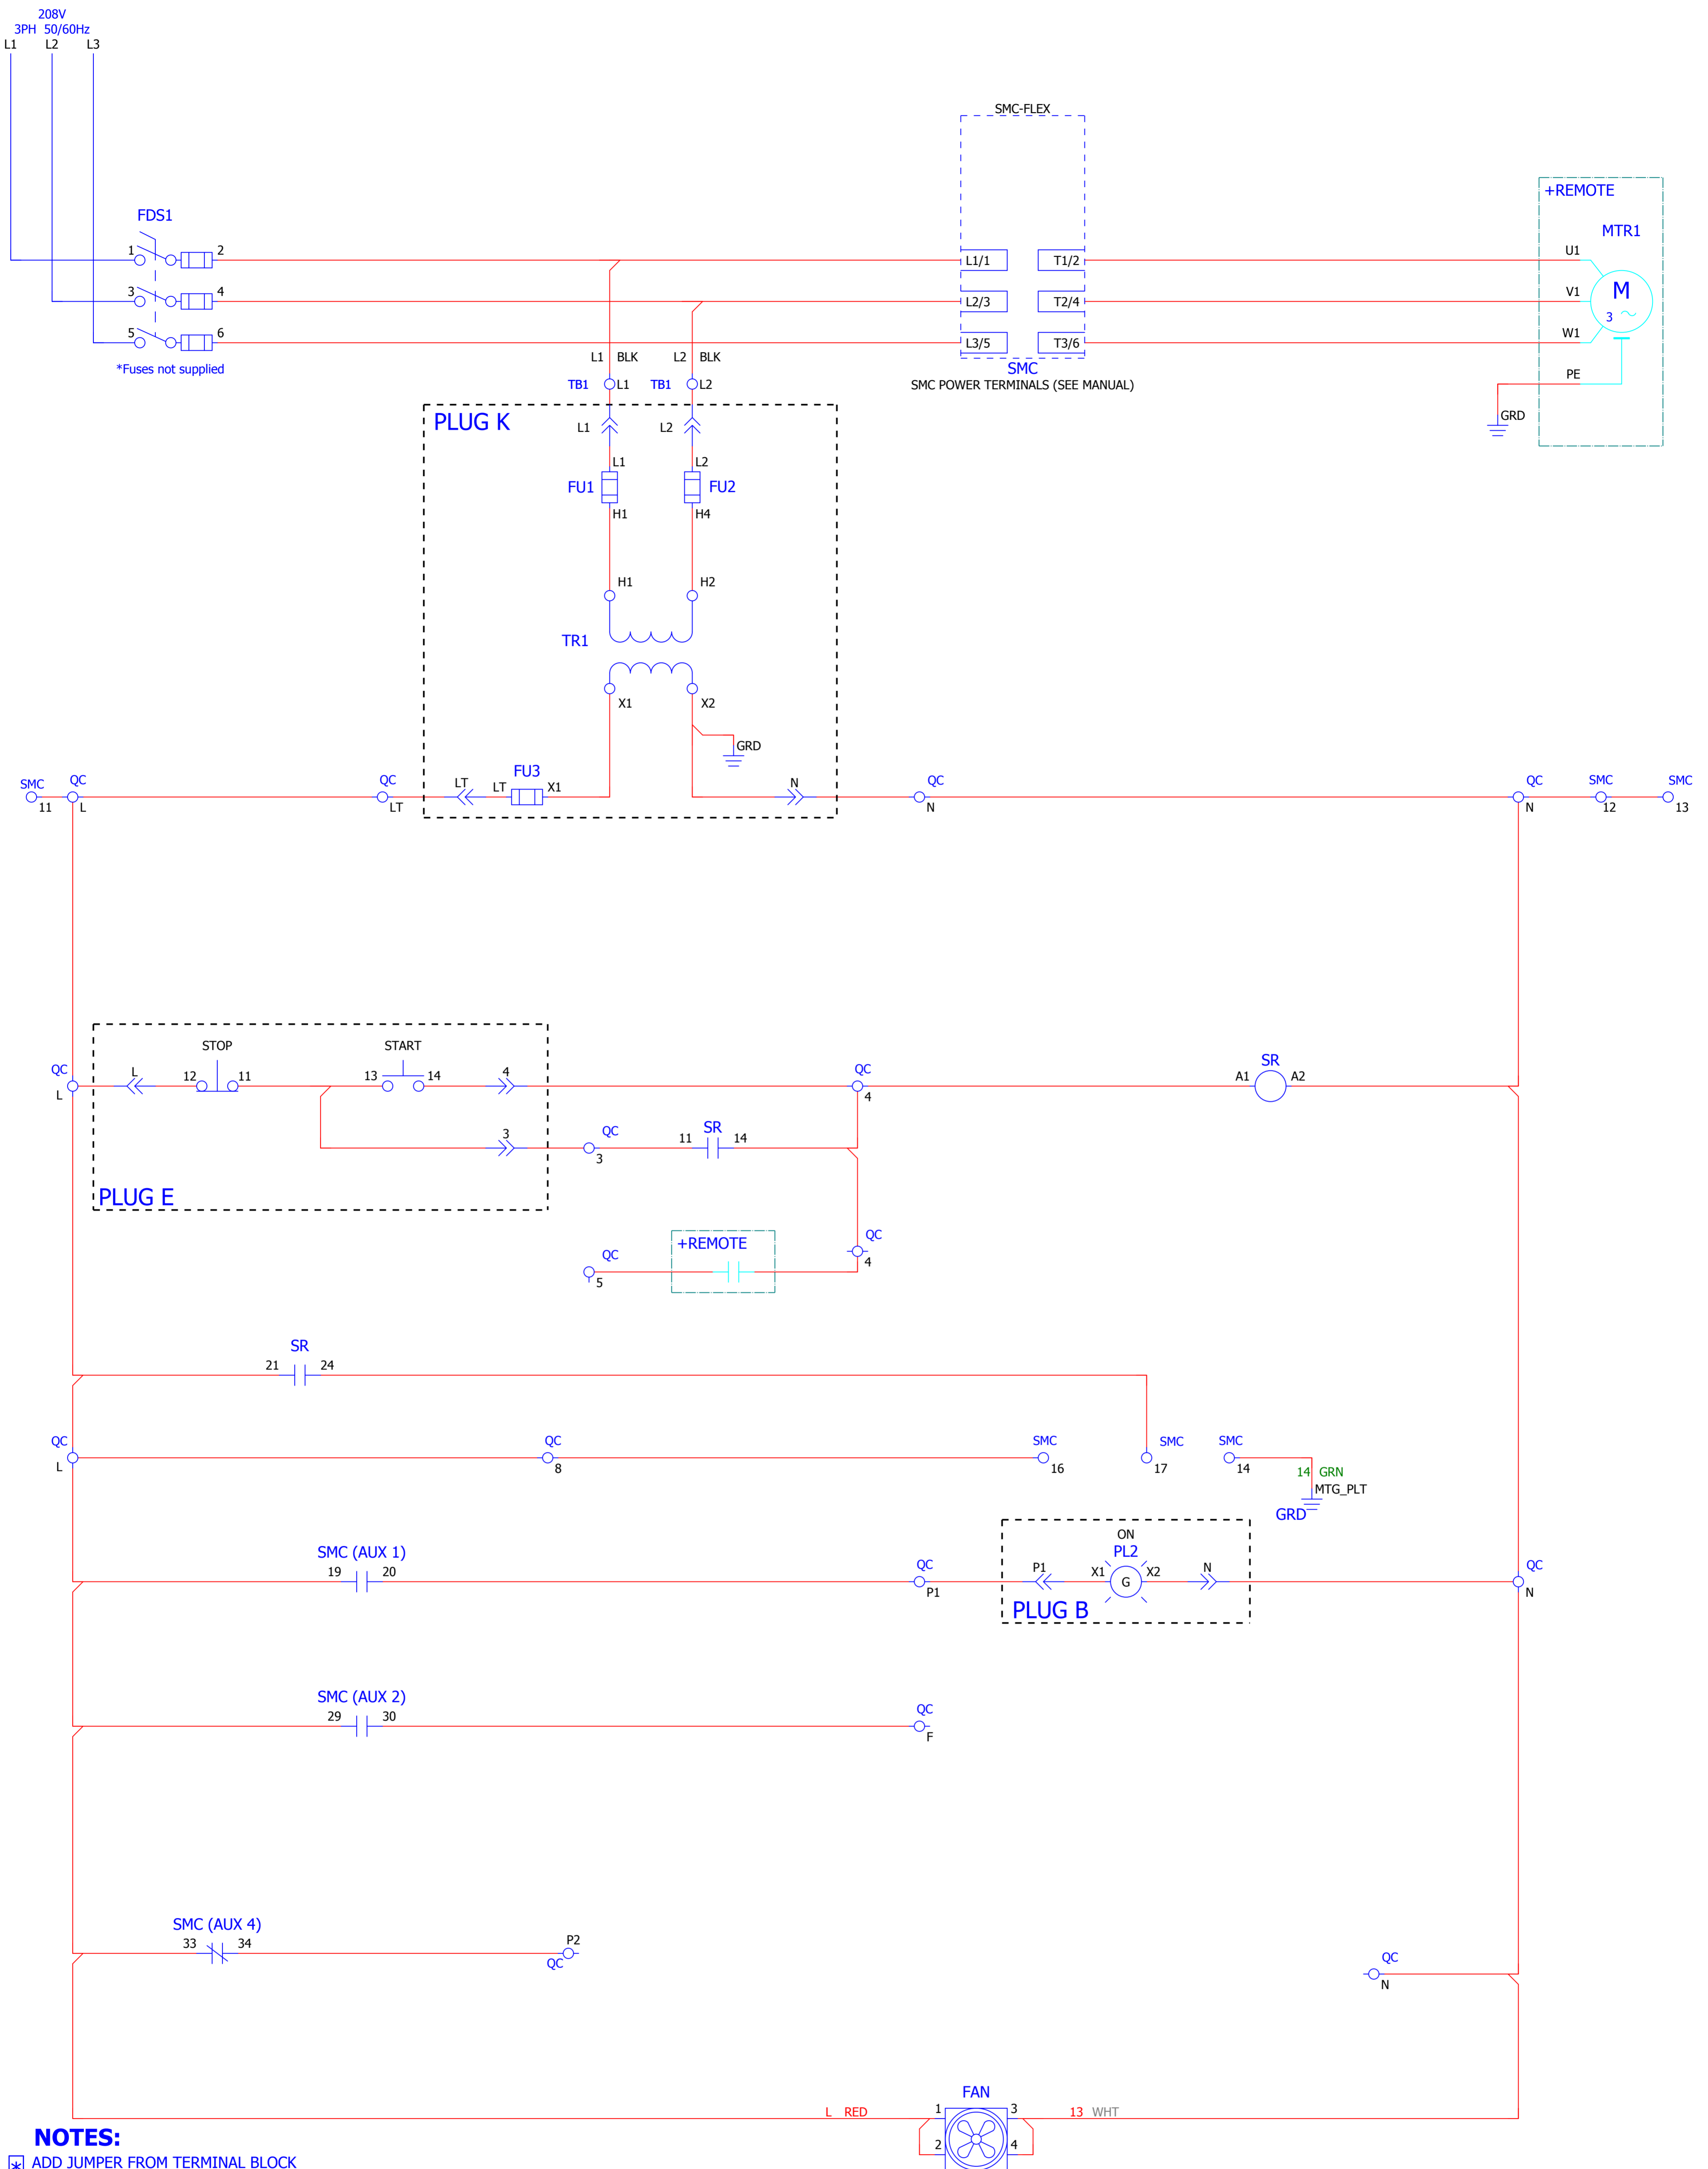 208V
3PH 50/60Hz
L1 L2 L3
SMC-FLEX
+REMOTE
FDS1
MTR1
1 2 L1/1 T1/2 U1
3 4 L2/3 T2/4 V1 M
3
5 6 L3/5 T3/6 W1
*Fuses not supplied
L1 BLK L2 BLK
SMC
SMC POWER TERMINALS (SEE MANUAL)
PE
TB1 L1 TB1 L2
GRD
PLUG K
L1 L2
L1 L2
FU1 FU2
H1 H4
H1 H2
TR1
X1 X2
GRD
SMC QC QC LT LT FU3 X1 N QC QC SMC SMC
11 L LT N N 12 13
STOP START
QC L 12 11 13 14 4 QC A1 SR A2
L 4
3 QC 11 SR 14
3
PLUG E
+REMOTE QC
QC 4
5
SR
21 24
QC QC SMC SMC SMC
L 8 16 17 14
14 GRN
MTG_PLT
GRD
ON
PL2
SMC (AUX 1)
19 20 QC P1 X1 G X2 N QC
P1 N
PLUG B
SMC (AUX 2)
29 30 QC
F
SMC (AUX 4)
33 34 P2
QC
QC
N
FAN
L RED 1 3 13 WHT
2 4
NOTES:
* ADD JUMPER FROM TERMINAL BLOCK